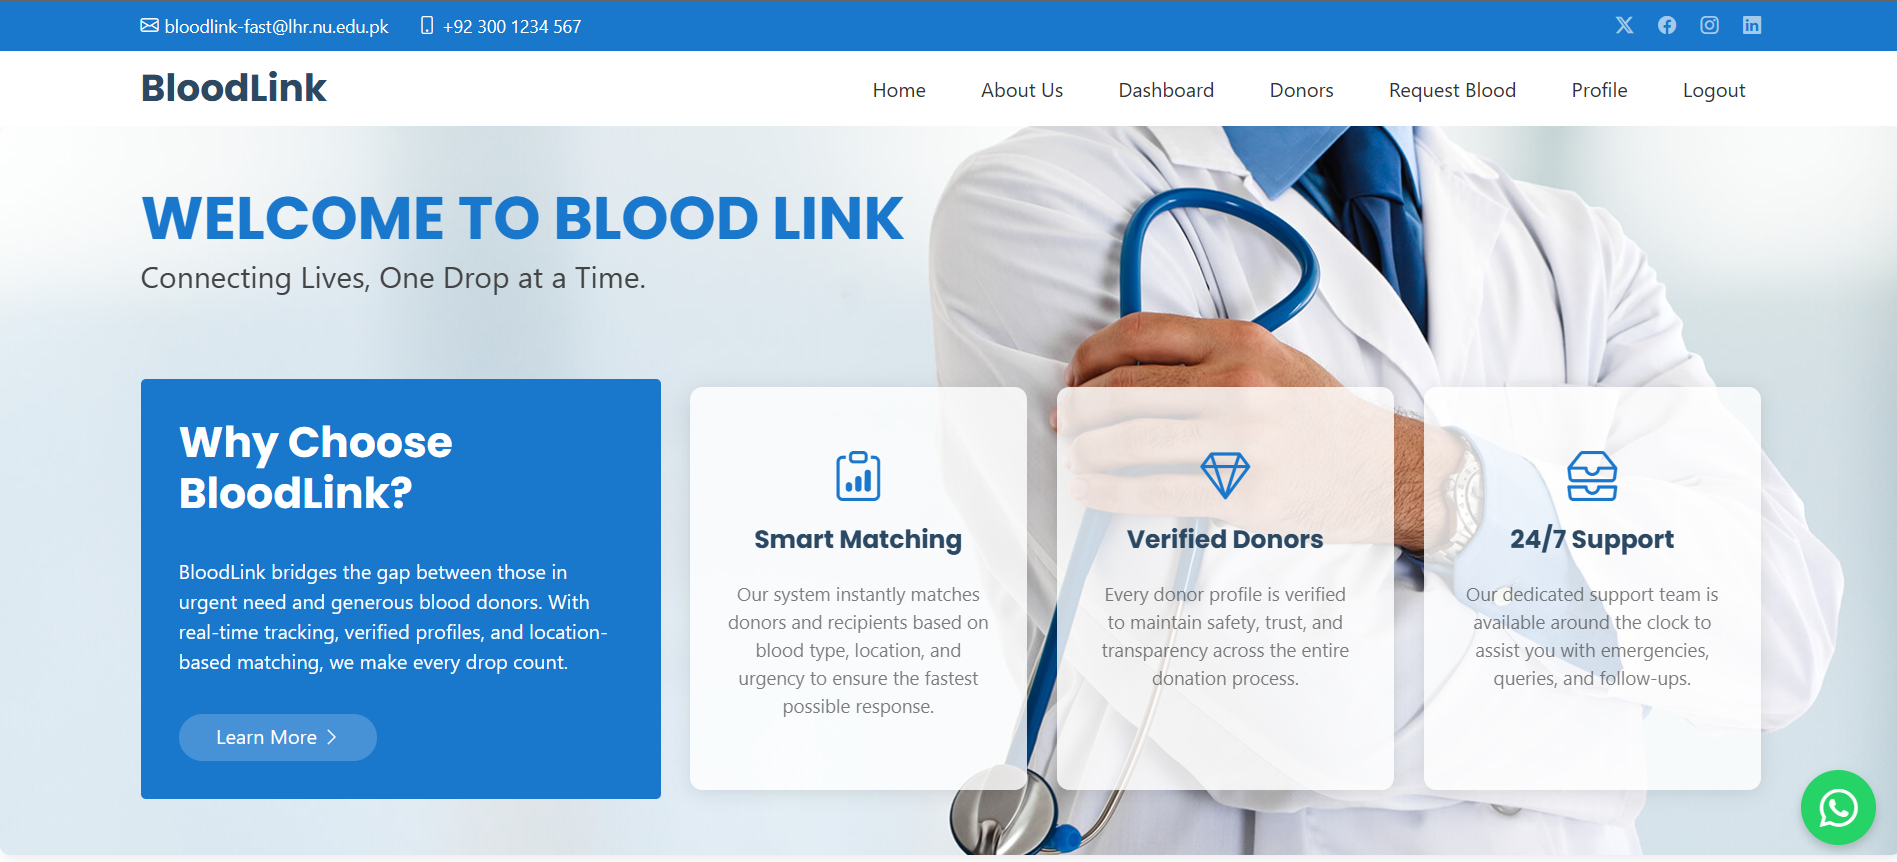 bloodlink-fast@lhr.nu.edu.pk +92 300 1234 567
BloodLink
Home About Us Dashboard Donors Request Blood Profile Logout
WELCOME TO BLOOD LINK
Connecting Lives, One Drop at a Time.
Why Choose
BloodLink?
BloodLink bridges the gap between those in
urgent need and generous blood donors. With
real-time tracking, verified profiles, and location-
based matching, we make every drop count.
Learn More
Smart Matching
Our system instantly matches
donors and recipients based on
blood type, location, and
urgency to ensure the fastest
possible response.
Verified Donors
Every donor profile is verified
to maintain safety, trust, and
transparency across the entire
donation process.
24/7 Support
Our dedicated support team is
available around the clock to
assist you with emergencies,
queries, and follow-ups.